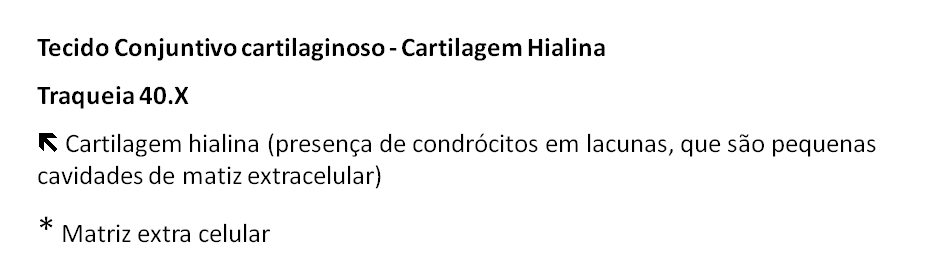 Tecido Conjuntivo cartilaginoso - Cartilagem Hialina
Traqueia 40.X
↖ Cartilagem hialina (presença de condrócitos em lacunas, que são pequenas
cavidades de matiz extracelular)
* Matriz extra celular